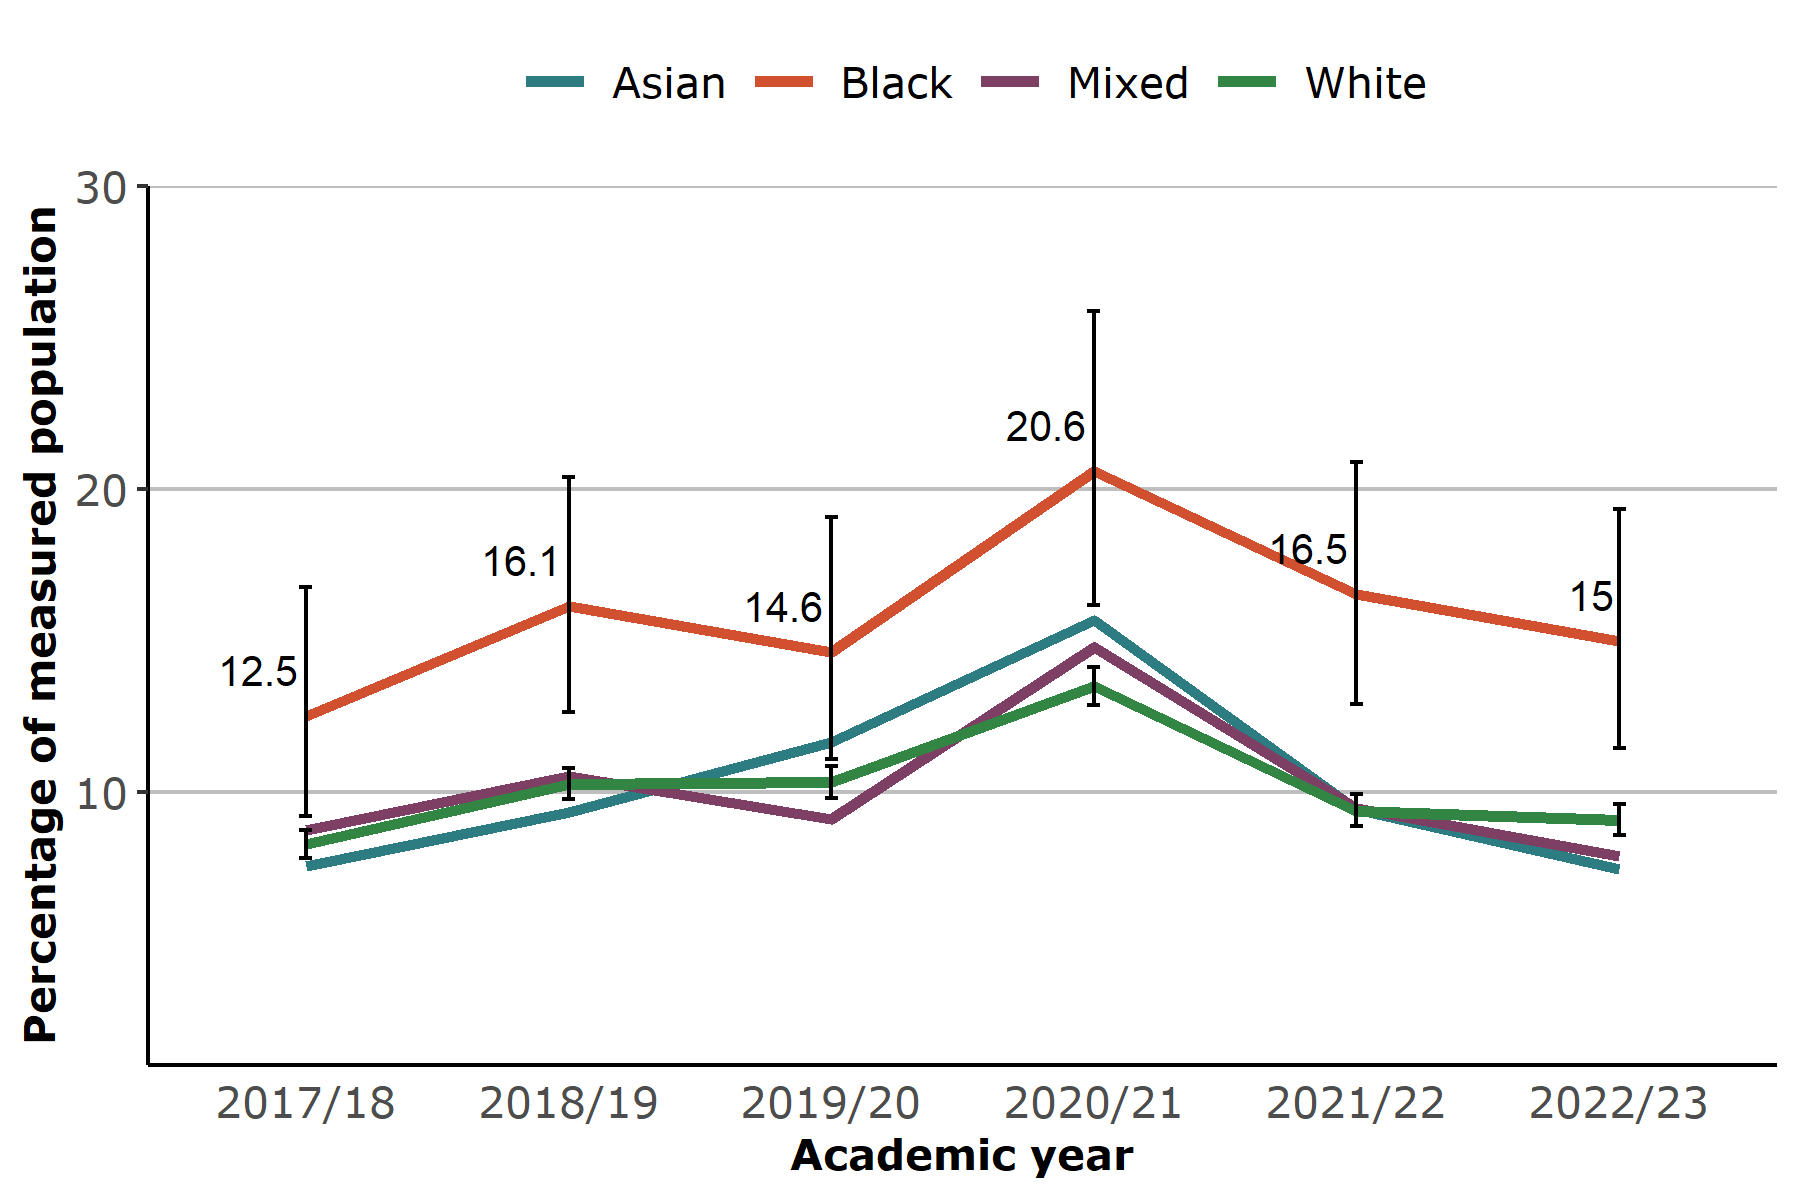 Asian Black Mixed White
Percentage of measured population
30
20
10
12.5
16.1
14.6
20.6
16.5
15
2017/18 2018/19 2019/20 2020/21 2021/22 2022/23
Academic year